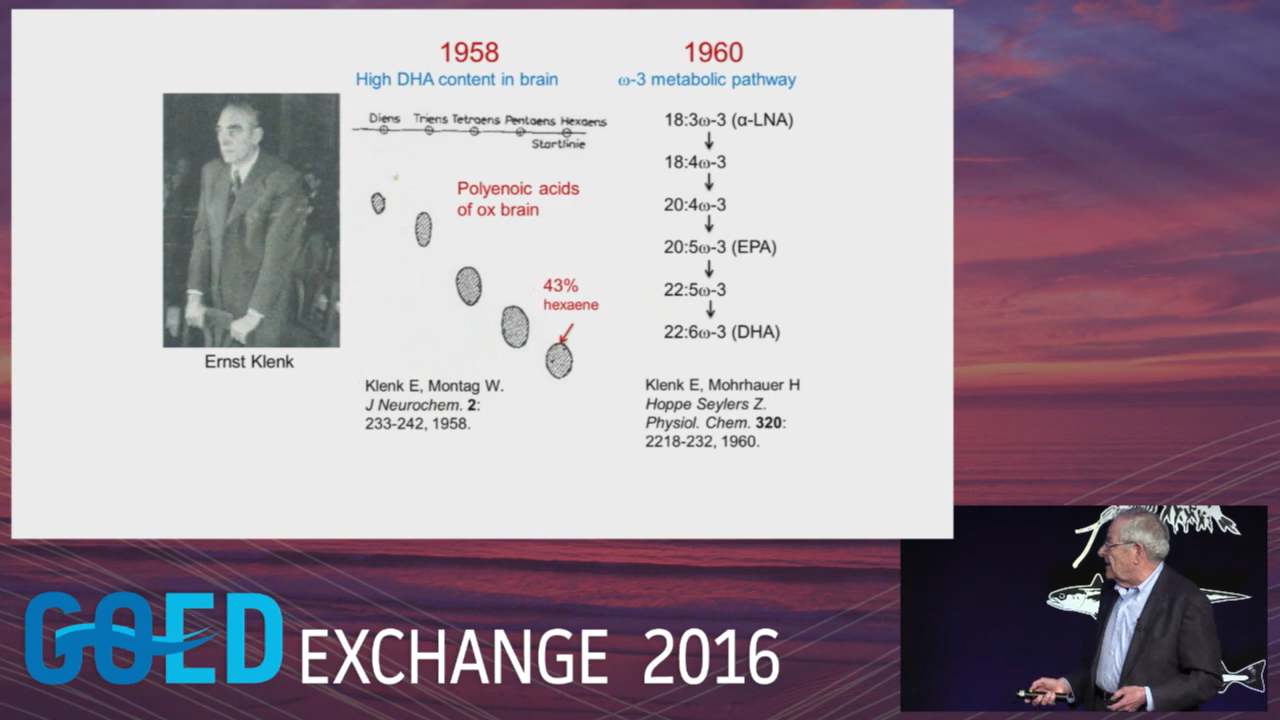 1958
High DHA content in brain
Diens Triens Tetraens Pentaens Hexaens
Startlinie
Polyenoic acids
of ox brain
43%
hexaene
Ernst Klenk
Klenk E, Montag W.
J Neurochem. 2:
233-242, 1958.
1960
ω-3 metabolic pathway
18:3ω-3 (α-LNA)
18:4ω-3
20:4ω-3
20:5ω-3 (EPA)
22:5ω-3
22:6ω-3 (DHA)
Klenk E, Mohrhauer H
Hoppe Seylers Z.
Physiol. Chem. 320:
2218-232, 1960.
GOED EXCHANGE 2016